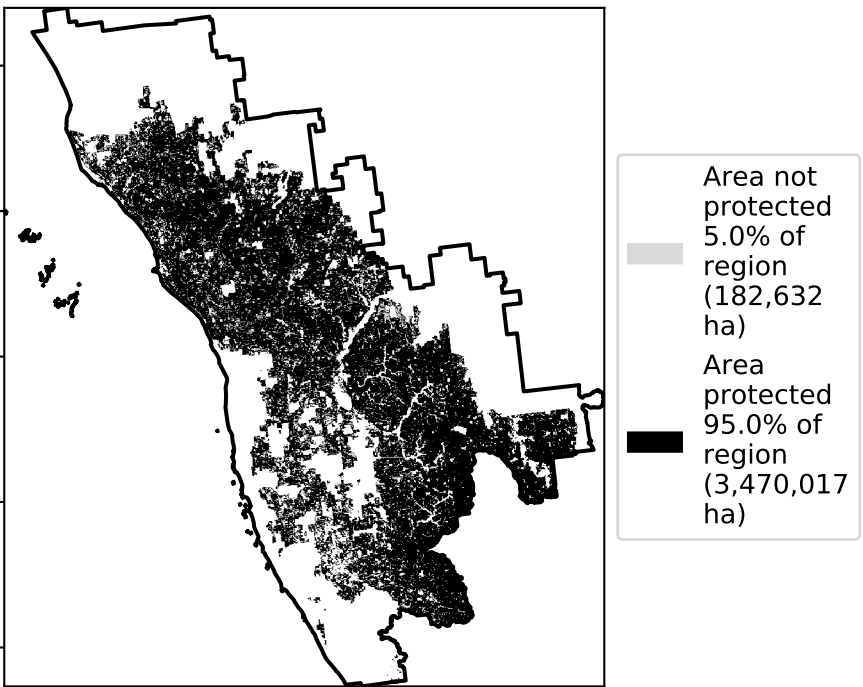 Area not
protected
5.0% of
region
(182,632
ha)
Area
protected
95.0% of
region
(3,470,017
ha)